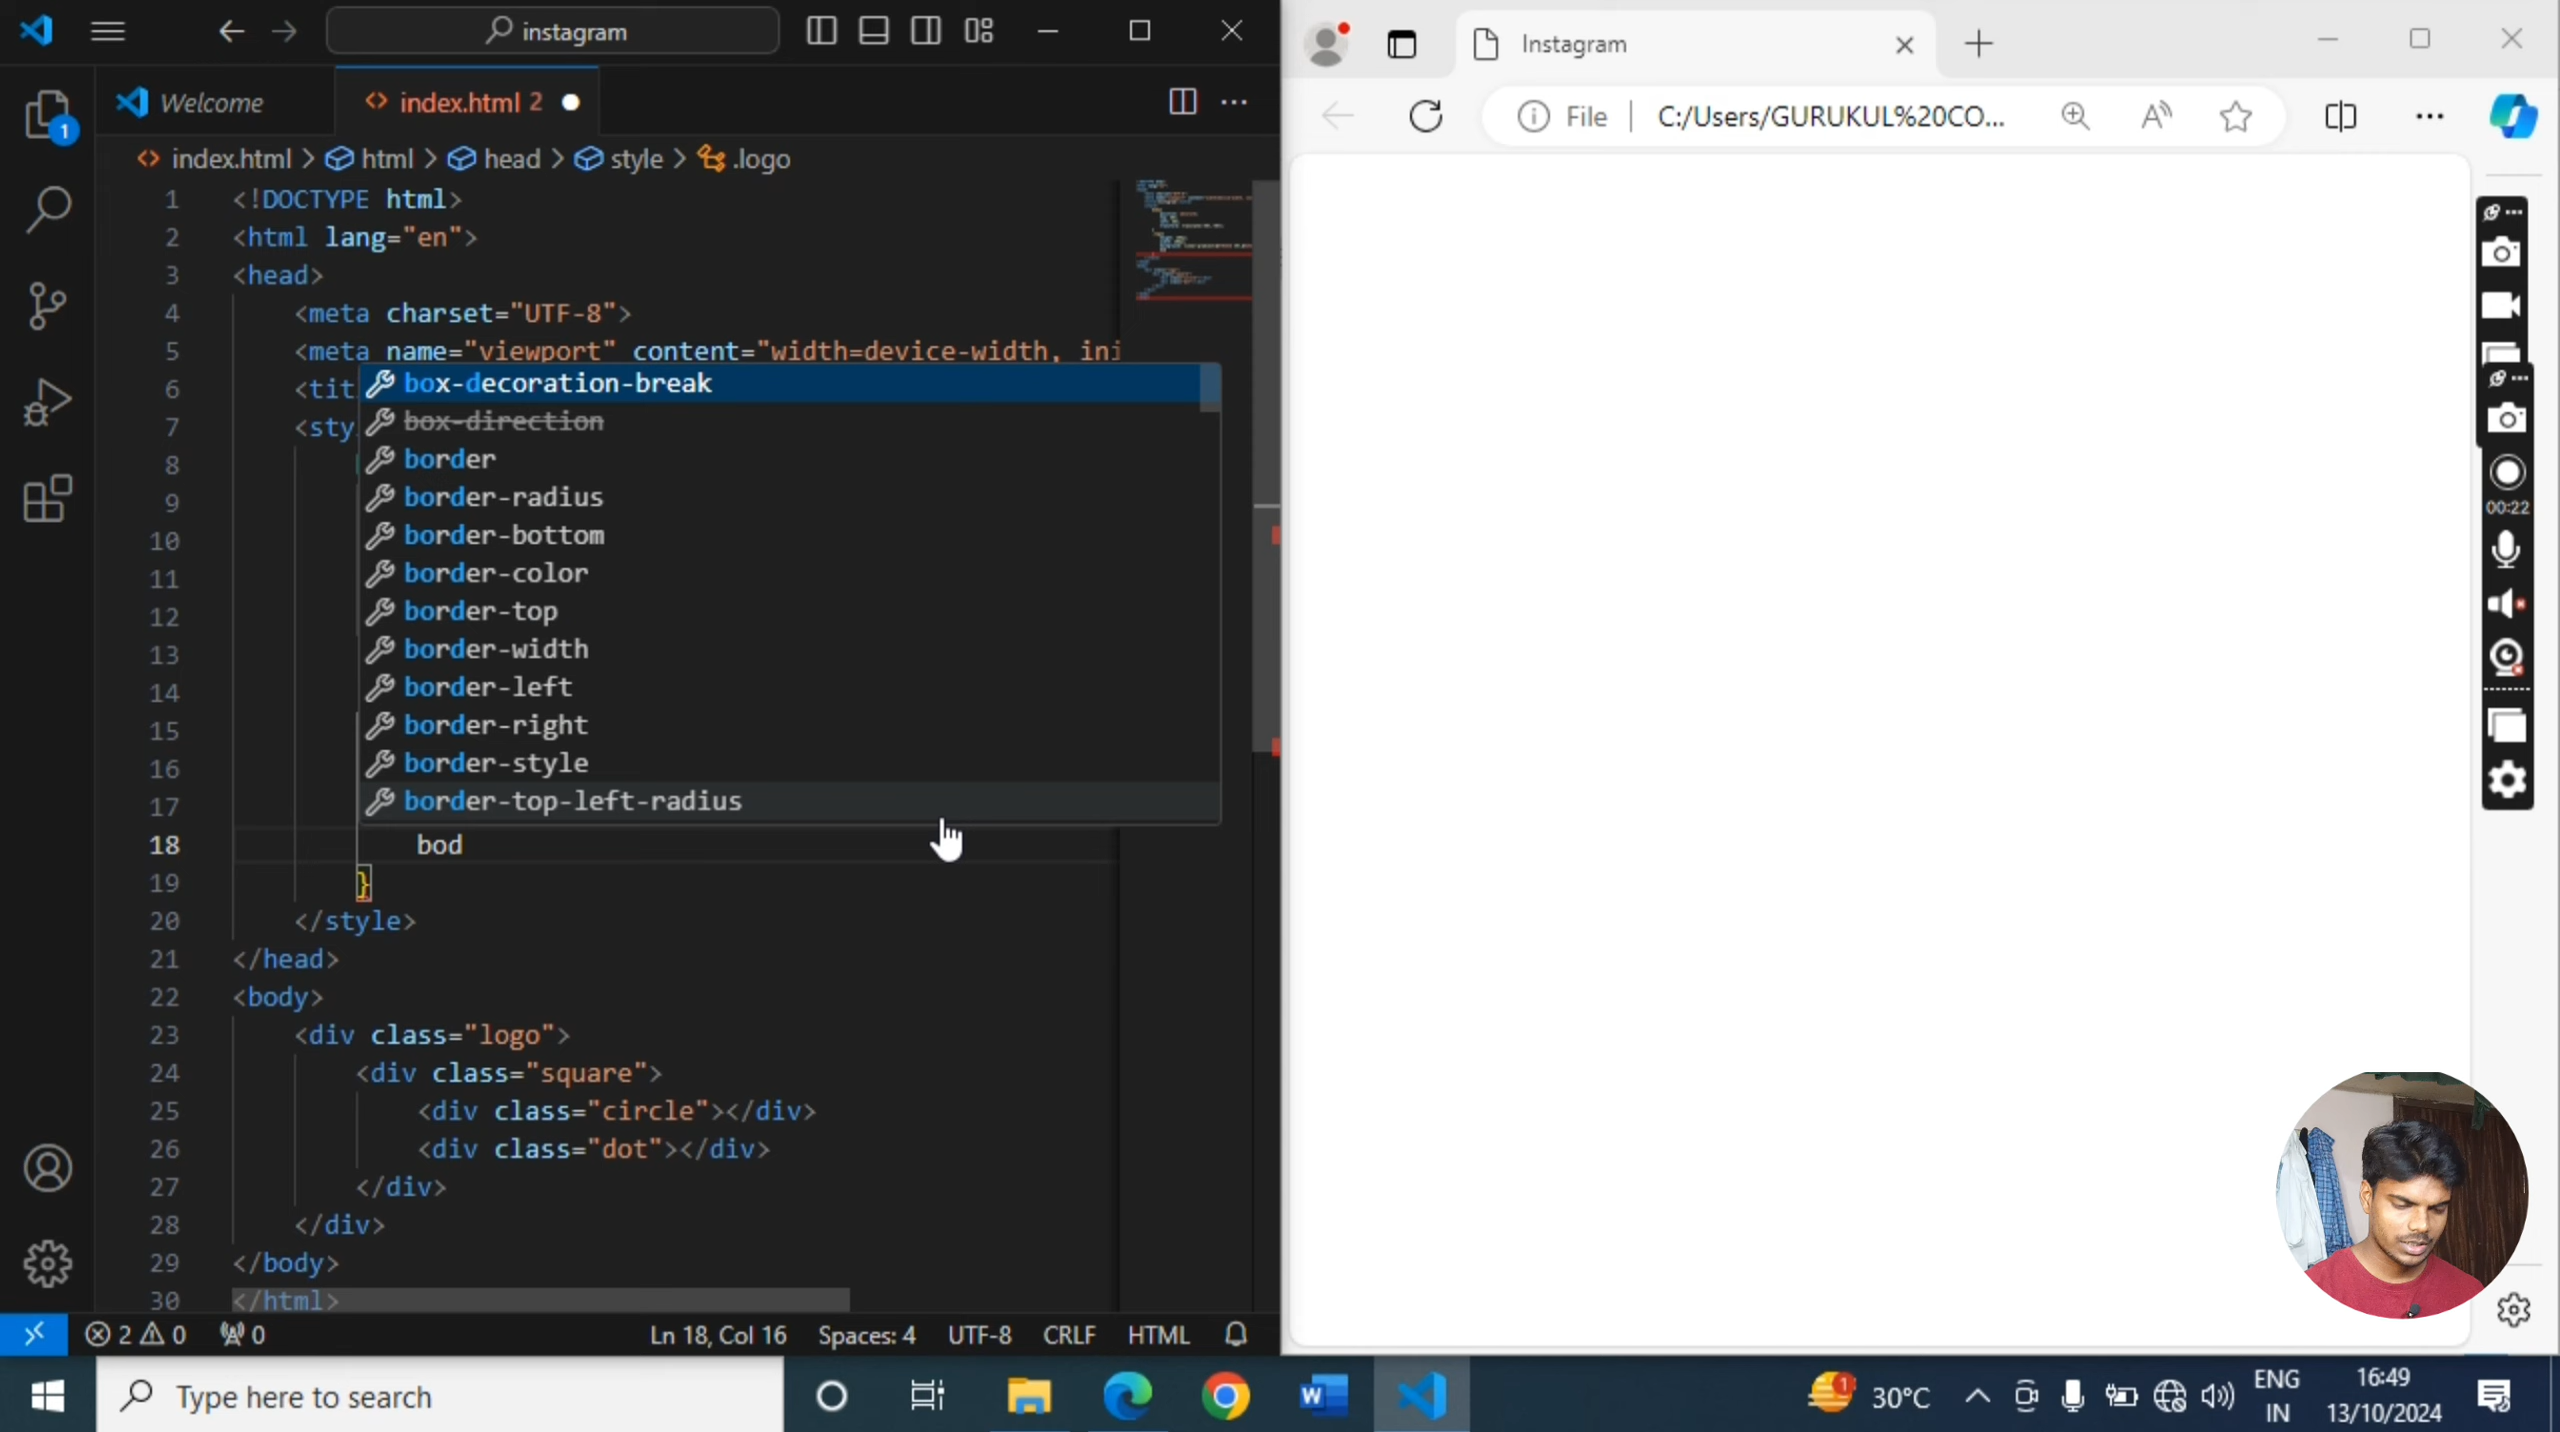 instagram
Welcome
index.html 2
index.html > html > head > style > .logo
1 <!DOCTYPE html>
2 <html lang="en">
3 <head>
4 <meta charset="UTF-8">
5 <meta name="viewport" content="width=device-width, ini
6 <tit
7 <sty
8
9
10
11
12
13
14
15
16
17
box-decoration-break
box-direction
border
border-radius
border-bottom
border-color
border-top
border-width
border-left
border-right
border-style
border-top-left-radius
18 bod
19 }
20 </style>
21 </head>
22 <body>
23 <div class="logo">
24 <div class="square">
25 <div class="circle"></div>
26 <div class="dot"></div>
27 </div>
28 </div>
29 </body>
30 </html>
1
2 0 0 Ln 18, Col 16 Spaces: 4 UTF-8 CRLF HTML
Instagram
File | C:/Users/GURUKUL%20CO...
00:22
Type here to search
1 30°C ENG 16:49
IN 13/10/2024